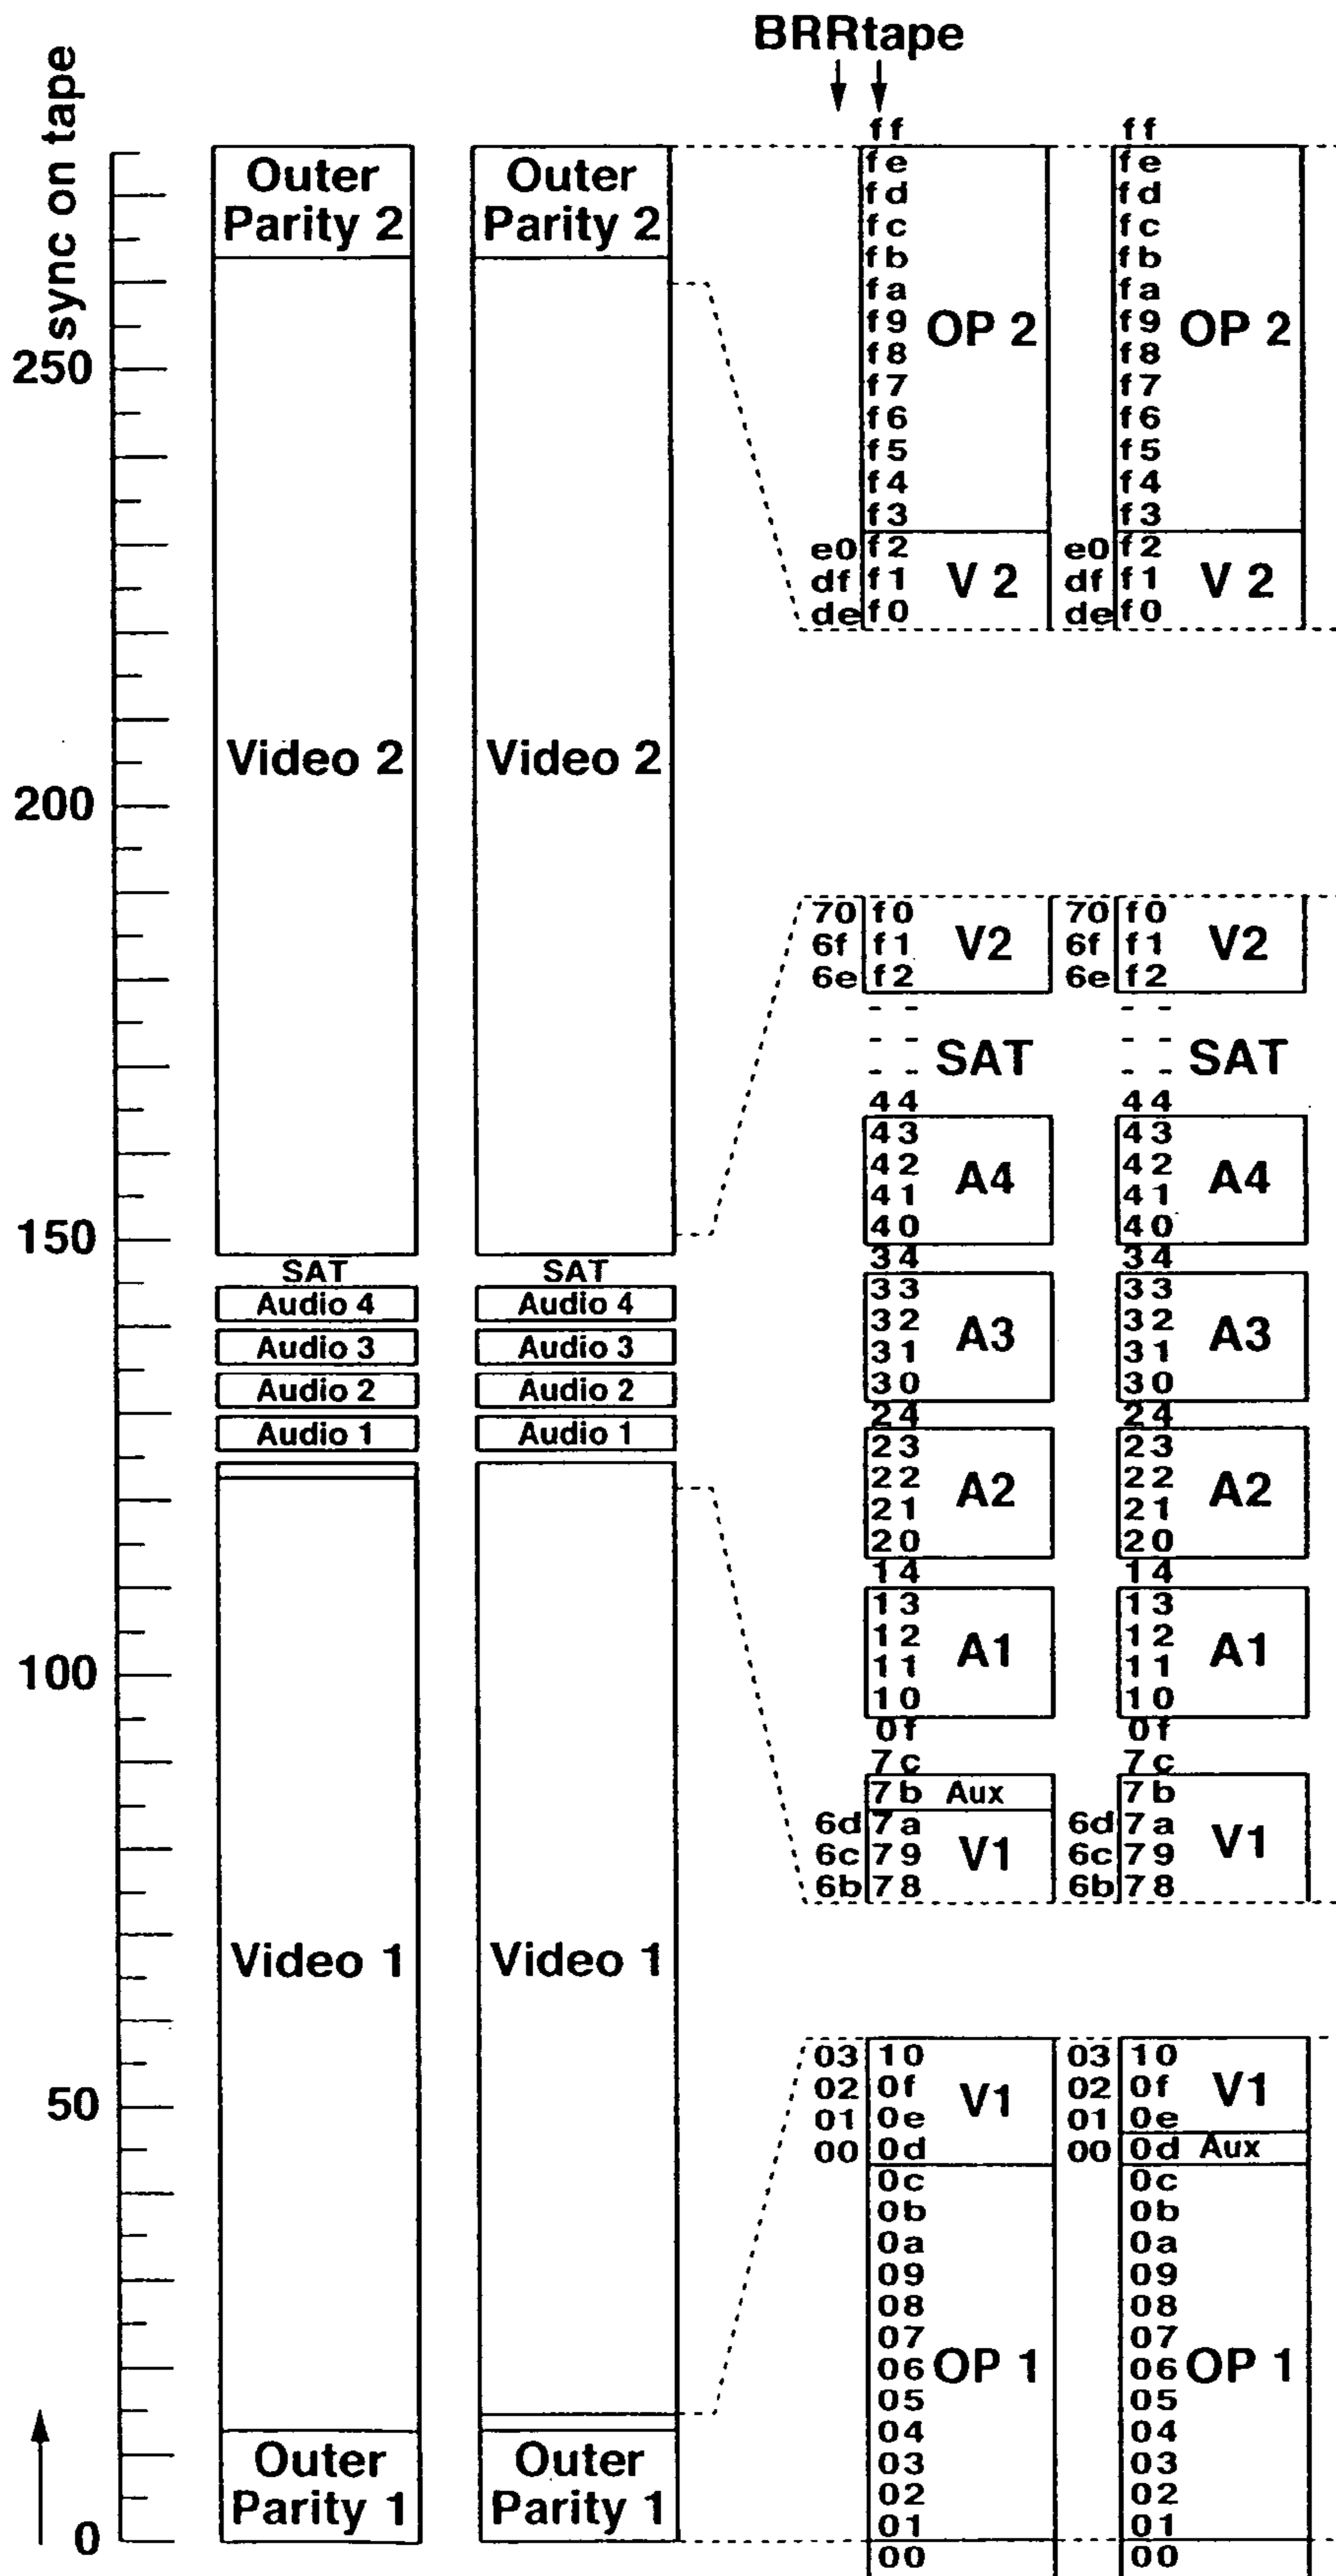 sync on tape
250
200
150
100
50
0
Outer
Parity 2
Video 2
SAT
Audio 4
Audio 3
Audio 2
Audio 1
Video 1
Outer
Parity 1
Outer
Parity 2
Video 2
SAT
Audio 4
Audio 3
Audio 2
Audio 1
Video 1
Outer
Parity 1
BRRtape
ff
fe
fd
fc
fb
fa
f9 OP 2
f8
f7
f6
f5
f4
f3
e0 f2
df f1 V 2
de f0
70 f0
6f f1 V2
6e f2
- -
- - SAT
- -
44
43
42 A4
41
40
34
33
32 A3
31
30
24
23
22 A2
21
20
14
13
12 A1
11
10
0f
7c
7b Aux
6d 7a
6c 79 V1
6b 78
03 10
02 0f V1
01 0e
00 0d
0c
0b
0a
09
08
07
06 OP 1
05
04
03
02
01
00
ff
fe
fd
fc
fb
fa
f9 OP 2
f8
f7
f6
f5
f4
f3
e0 f2
df f1 V 2
de f0
70 f0
6f f1 V2
6e f2
- -
- - SAT
- -
44
43
42 A4
41
40
34
33
32 A3
31
30
24
23
22 A2
21
20
14
13
12 A1
11
10
0f
7c
7b
6d 7a V1
6c 79
6b 78
03 10
02 0f V1
01 0e
00 0d Aux
0c
0b
0a
09
08
07
06 OP 1
05
04
03
02
01
00